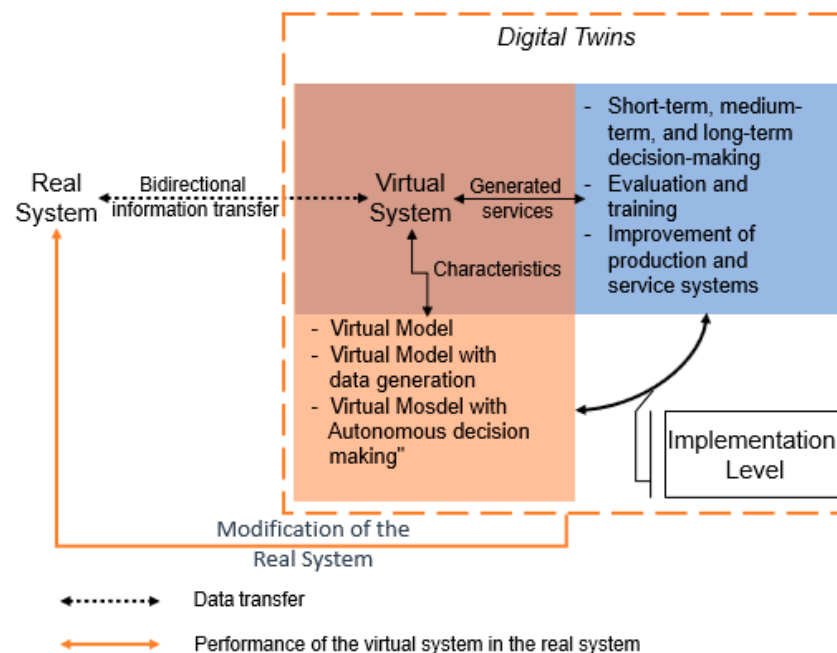 Digital Twins
Real
System
Bidirectional
information transfer
Virtual
System
Generated
services
- Short-term, medium-
term, and long-term
decision-making
- Evaluation and
training
- Improvement of
production and
service systems
Characteristics
- Virtual Model
- Virtual Model with
data generation
- Virtual Mosdel with
Autonomous decision
making"
Implementation
Level
Modification of the
Real System
Data transfer
Performance of the virtual system in the real system